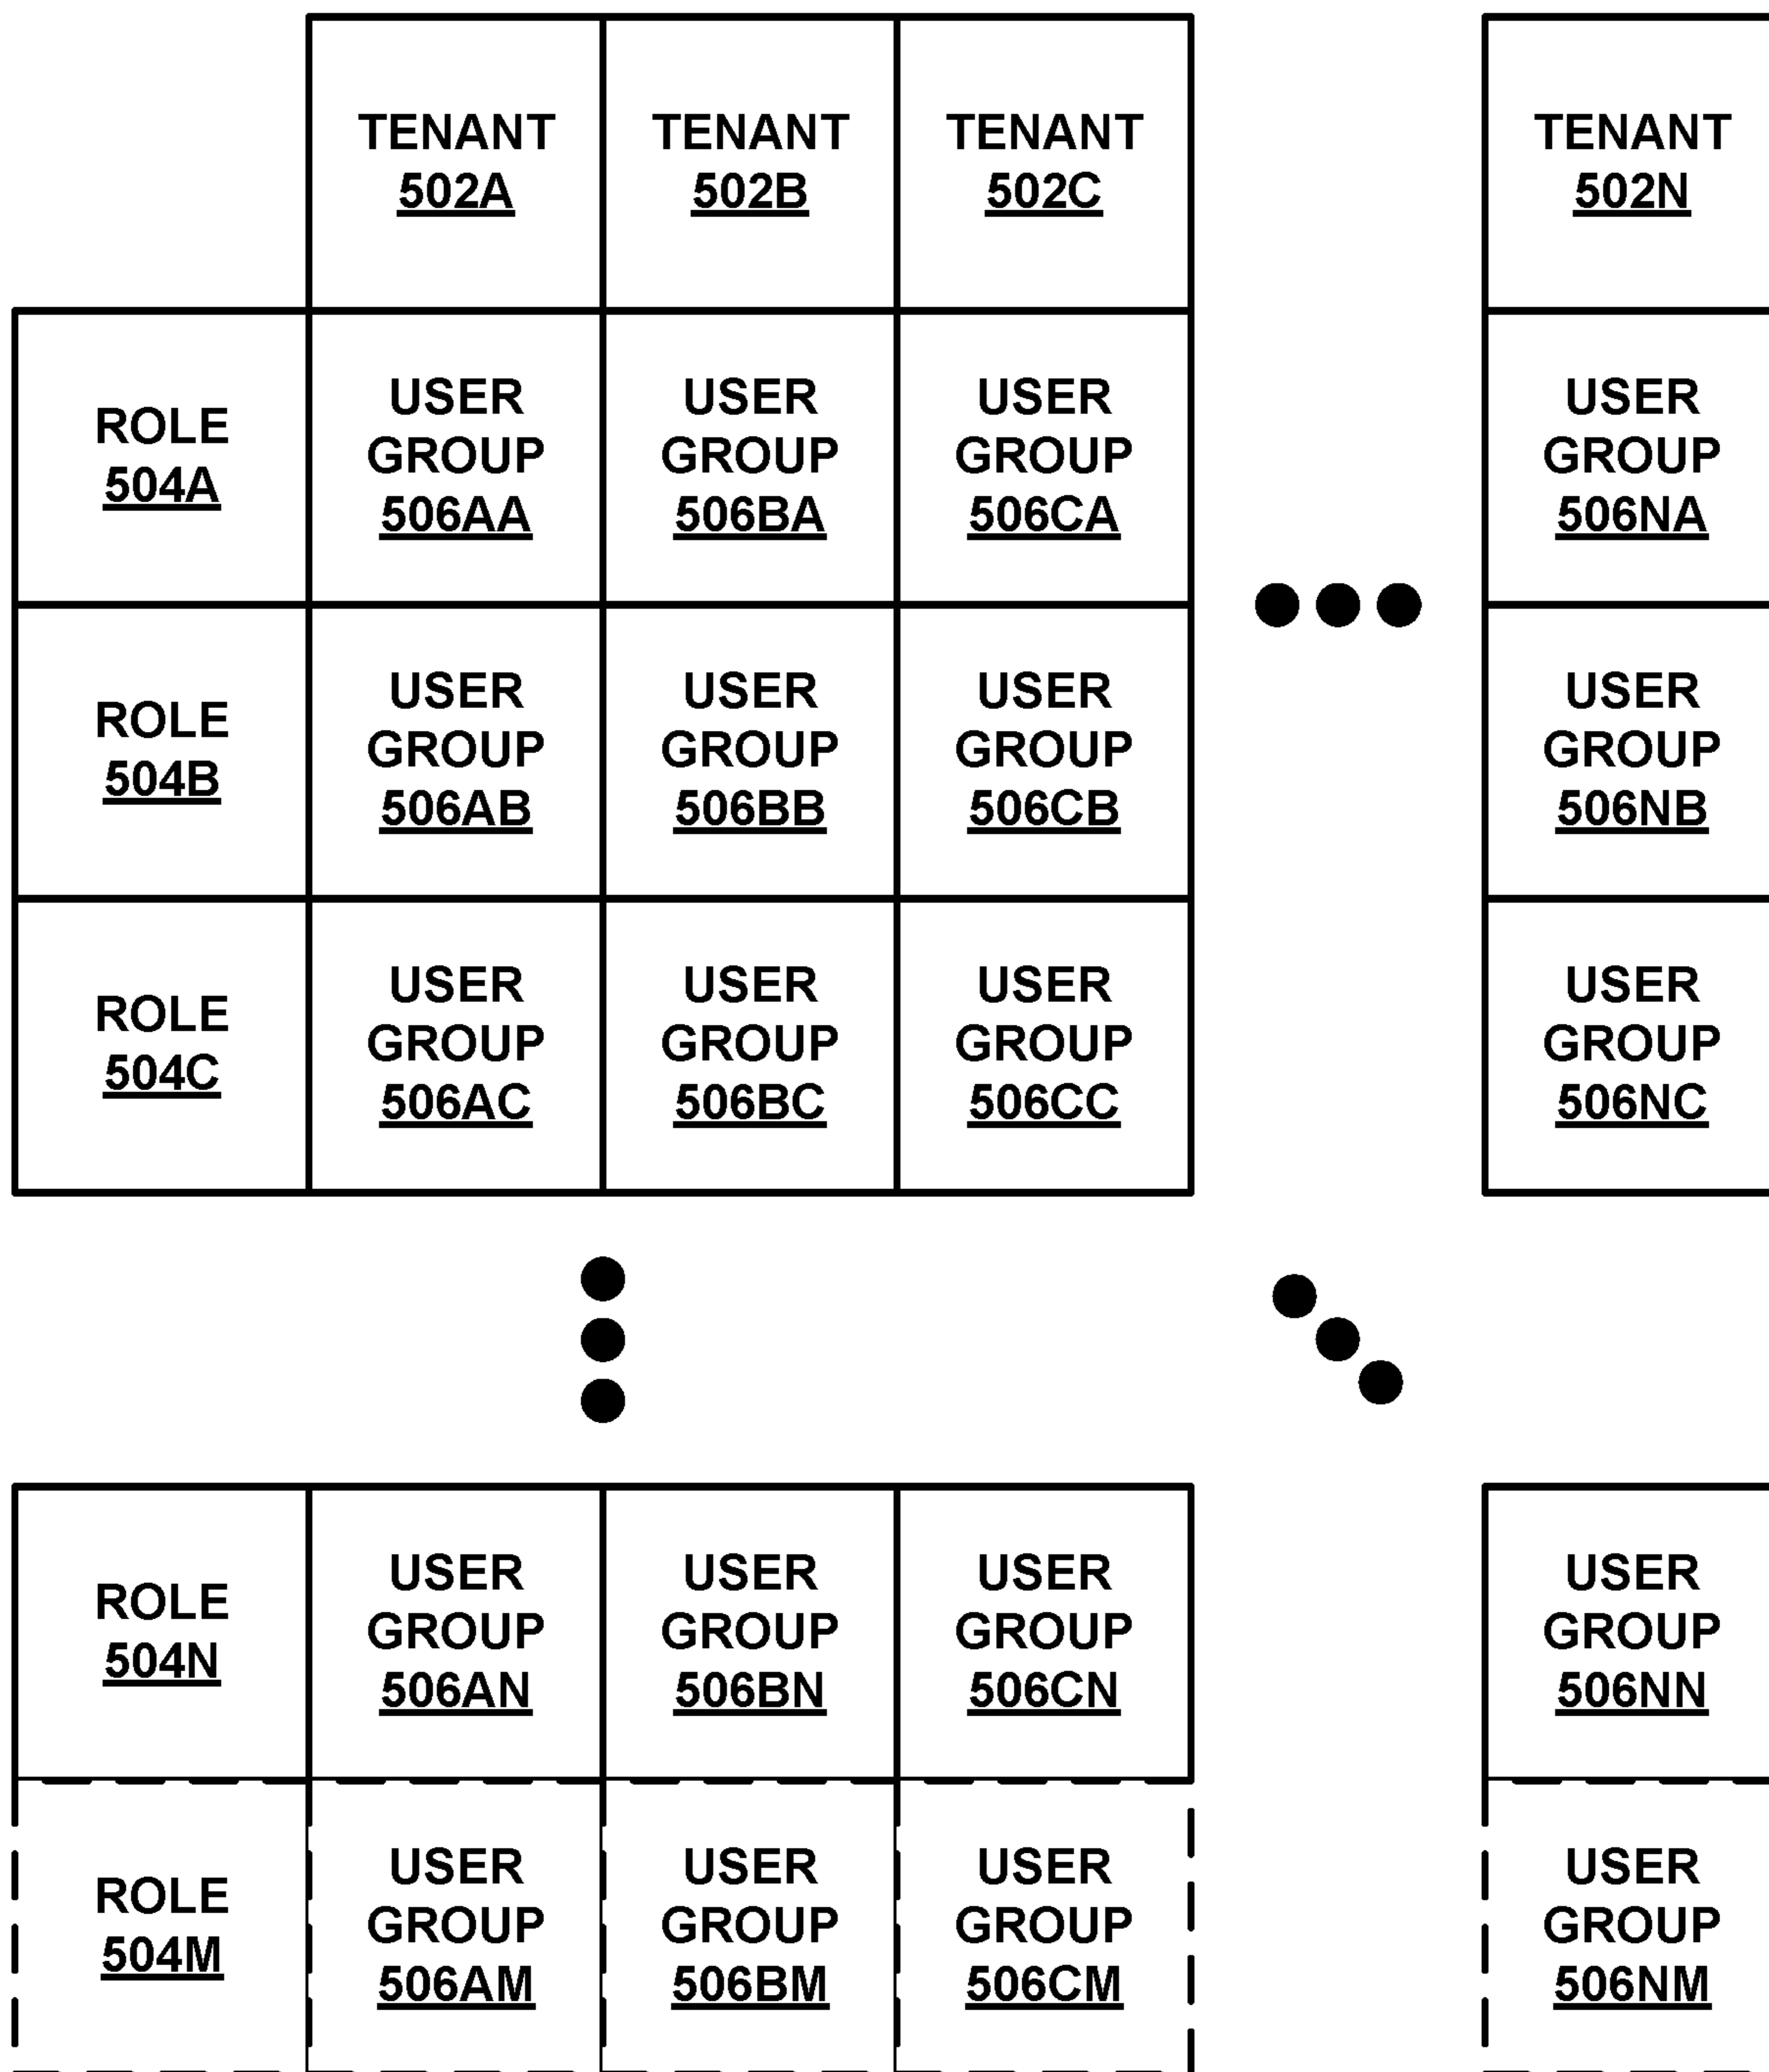 TENANT
502A
TENANT
502B
TENANT
502C
TENANT
502N
ROLE
504A
USER
GROUP
506AA
USER
GROUP
506BA
USER
GROUP
506CA
USER
GROUP
506NA
ROLE
504B
USER
GROUP
506AB
USER
GROUP
506BB
USER
GROUP
506CB
USER
GROUP
506NB
ROLE
504C
USER
GROUP
506AC
USER
GROUP
506BC
USER
GROUP
506CC
USER
GROUP
506NC
ROLE
504N
USER
GROUP
506AN
USER
GROUP
506BN
USER
GROUP
506CN
USER
GROUP
506NN
ROLE
504M
USER
GROUP
506AM
USER
GROUP
506BM
USER
GROUP
506CM
USER
GROUP
506NM